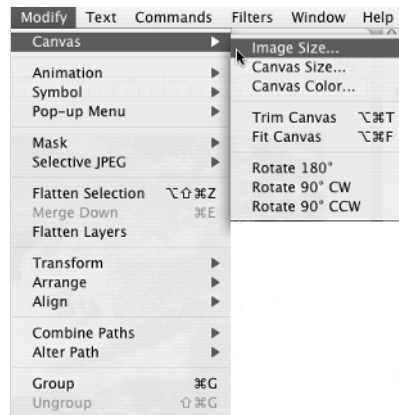 Modify Text Commands Filters Window Help
Canvas
Animation
Symbol
Pop-up Menu
Mask
Selective JPEG
Flatten Selection ⌥⇧⌘Z
Merge Down ⌘E
Flatten Layers
Transform
Arrange
Align
Combine Paths
Alter Path
Group ⌘G
Ungroup ⇧⌘G
Image Size...
Canvas Size...
Canvas Color...
Trim Canvas ⌥⌘T
Fit Canvas ⌥⌘F
Rotate 180°
Rotate 90° CW
Rotate 90° CCW